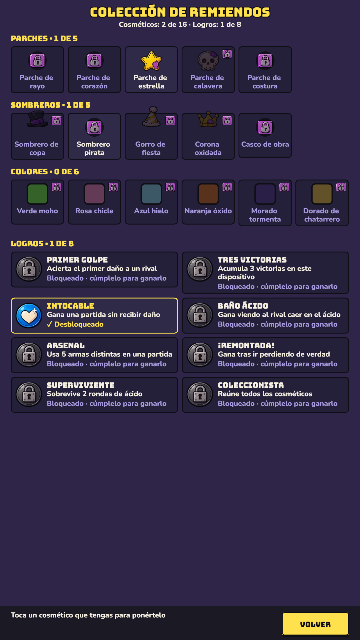 COLECCIÓN DE REMIENDOS
Cosméticos: 2 de 16 · Logros: 1 de 8
PARCHES · 1 DE 5
Parche de rayo
Parche de corazón
Parche de estrella
Parche de calavera
Parche de costura
SOMBREROS · 1 DE 5
Sombrero de copa
Sombrero pirata
Gorro de fiesta
Corona oxidada
Casco de obra
COLORES · 0 DE 6
Verde moho
Rosa chicle
Azul hielo
Naranja óxido
Morado tormenta
Dorado de chatarrero
LOGROS · 1 DE 8
PRIMER GOLPE
Acierta el primer daño a un rival
Bloqueado · cúmplelo para ganarlo
TRES VICTORIAS
Acumula 3 victorias en este
dispositivo
Bloqueado · cúmplelo para ganarlo
INTOCABLE
Gana una partida sin recibir daño
✓ Desbloqueado
BAÑO ÁCIDO
Gana viendo al rival caer en el ácido
Bloqueado · cúmplelo para ganarlo
ARSENAL
Usa 5 armas distintas en una partida
Bloqueado · cúmplelo para ganarlo
¡REMONTADA!
Gana tras ir perdiendo de verdad
Bloqueado · cúmplelo para ganarlo
SUPERVIVIENTE
Sobrevive 2 rondas de ácido
Bloqueado · cúmplelo para ganarlo
COLECCIONISTA
Reúne todos los cosméticos
Bloqueado · cúmplelo para ganarlo
Toca un cosmético que tengas para ponértelo
VOLVER